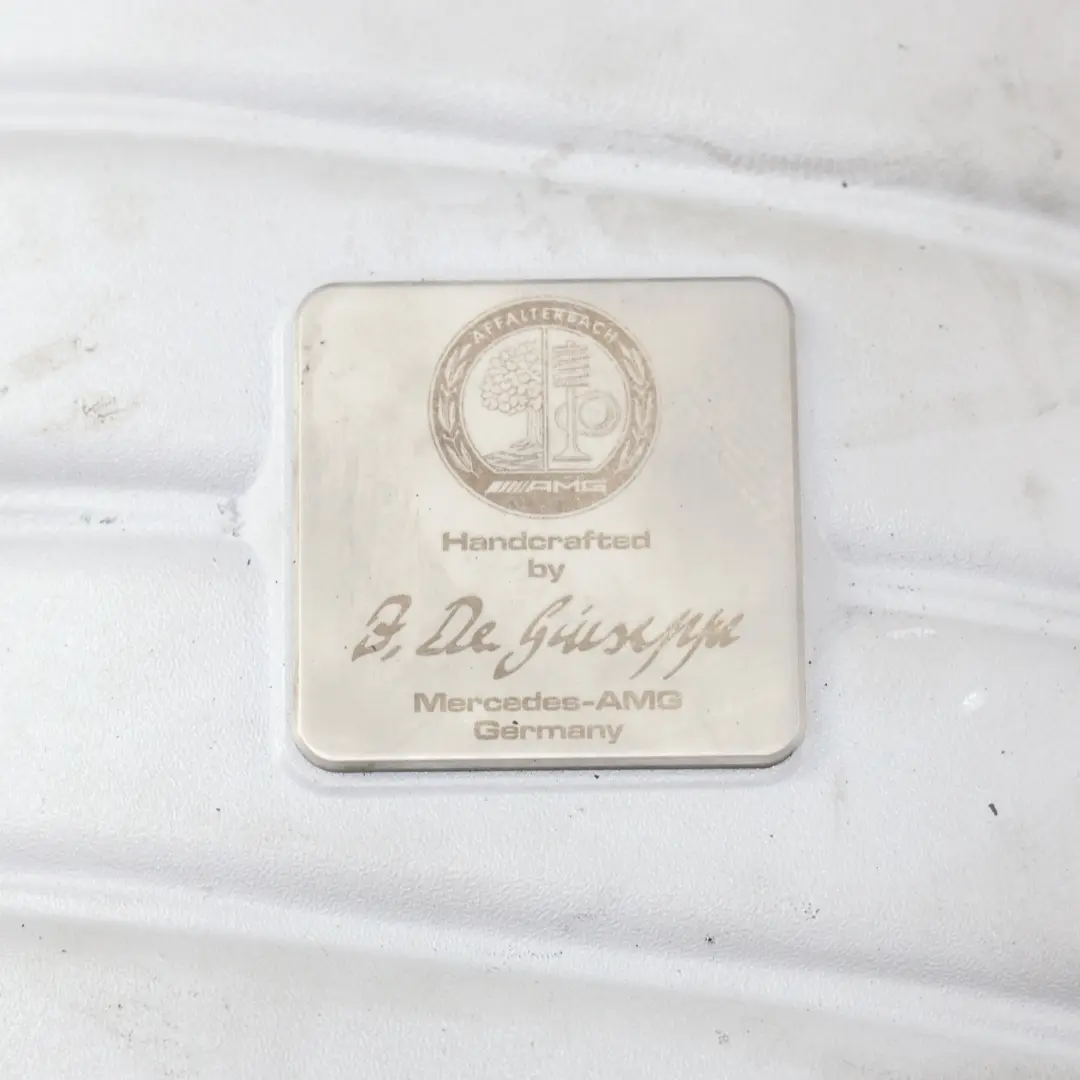 AFFALTERBACH
AMG
Handcrafted
by
De Giuseppe
Mercedes-AMG
Germany